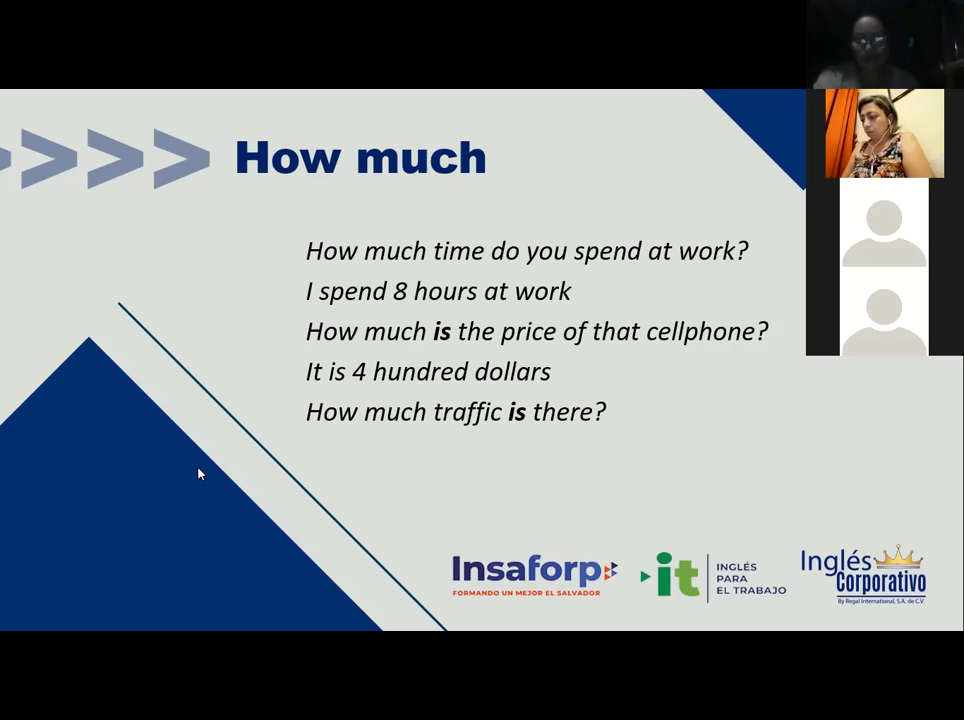 How much
How much time do you spend at work?
I spend 8 hours at work
How much is the price of that cellphone?
It is 4 hundred dollars
How much traffic is there?
Insaforp
FORMANDO UN MEJOR EL SALVADOR
it
INGLÉS
PARA
EL TRABAJO
Inglés
Corporativo
By Regal International, S.A. de C.V.